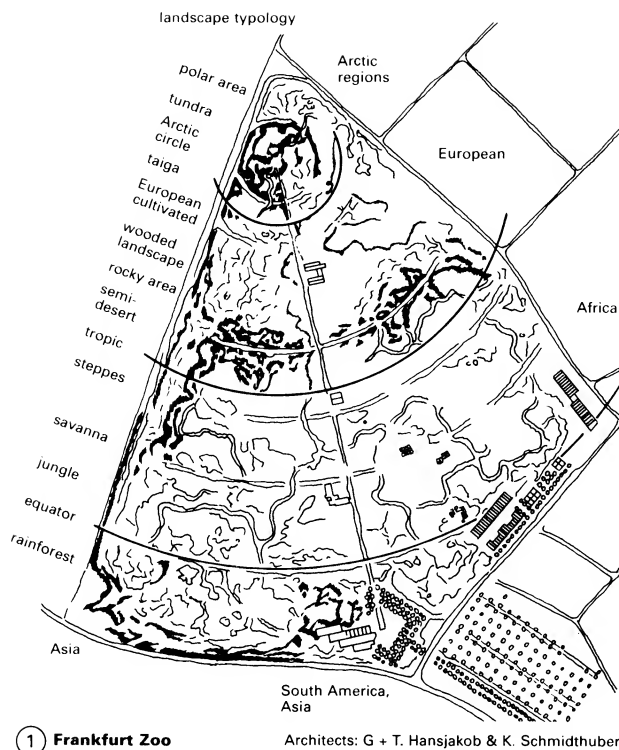 landscape typology
polar area
tundra
Arctic
circle
taiga
European
cultivated
wooded
landscape
rocky area
semi-
desert
tropic
steppes
savanna
jungle
equator
rainforest
Arctic
regions
European
Africa
Asia
South America,
Asia
1 Frankfurt Zoo
Architects: G + T. Hansjakob & K. Schmidthuber